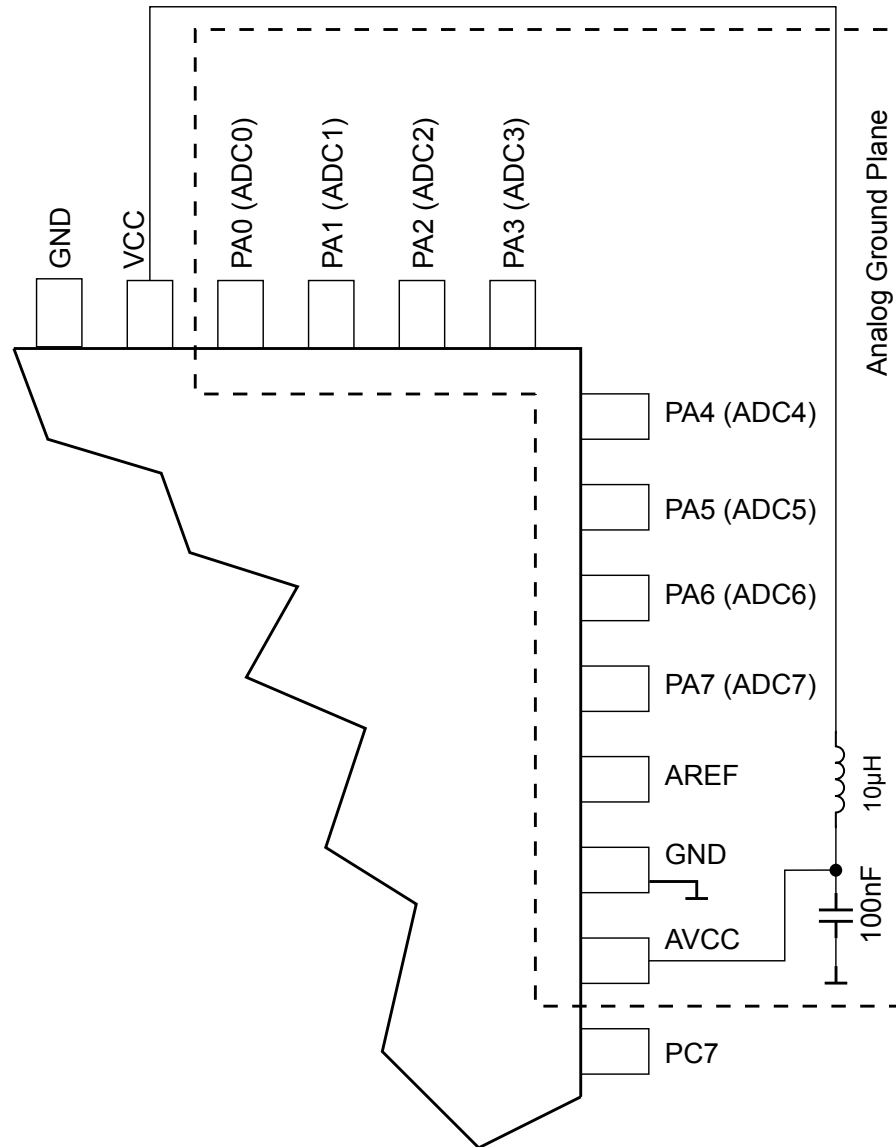 GND
VCC
PA0 (ADC0)
PA1 (ADC1)
PA2 (ADC2)
PA3 (ADC3)
Analog Ground Plane
PA4 (ADC4)
PA5 (ADC5)
PA6 (ADC6)
PA7 (ADC7)
AREF
10µH
GND
AVCC
100nF
PC7